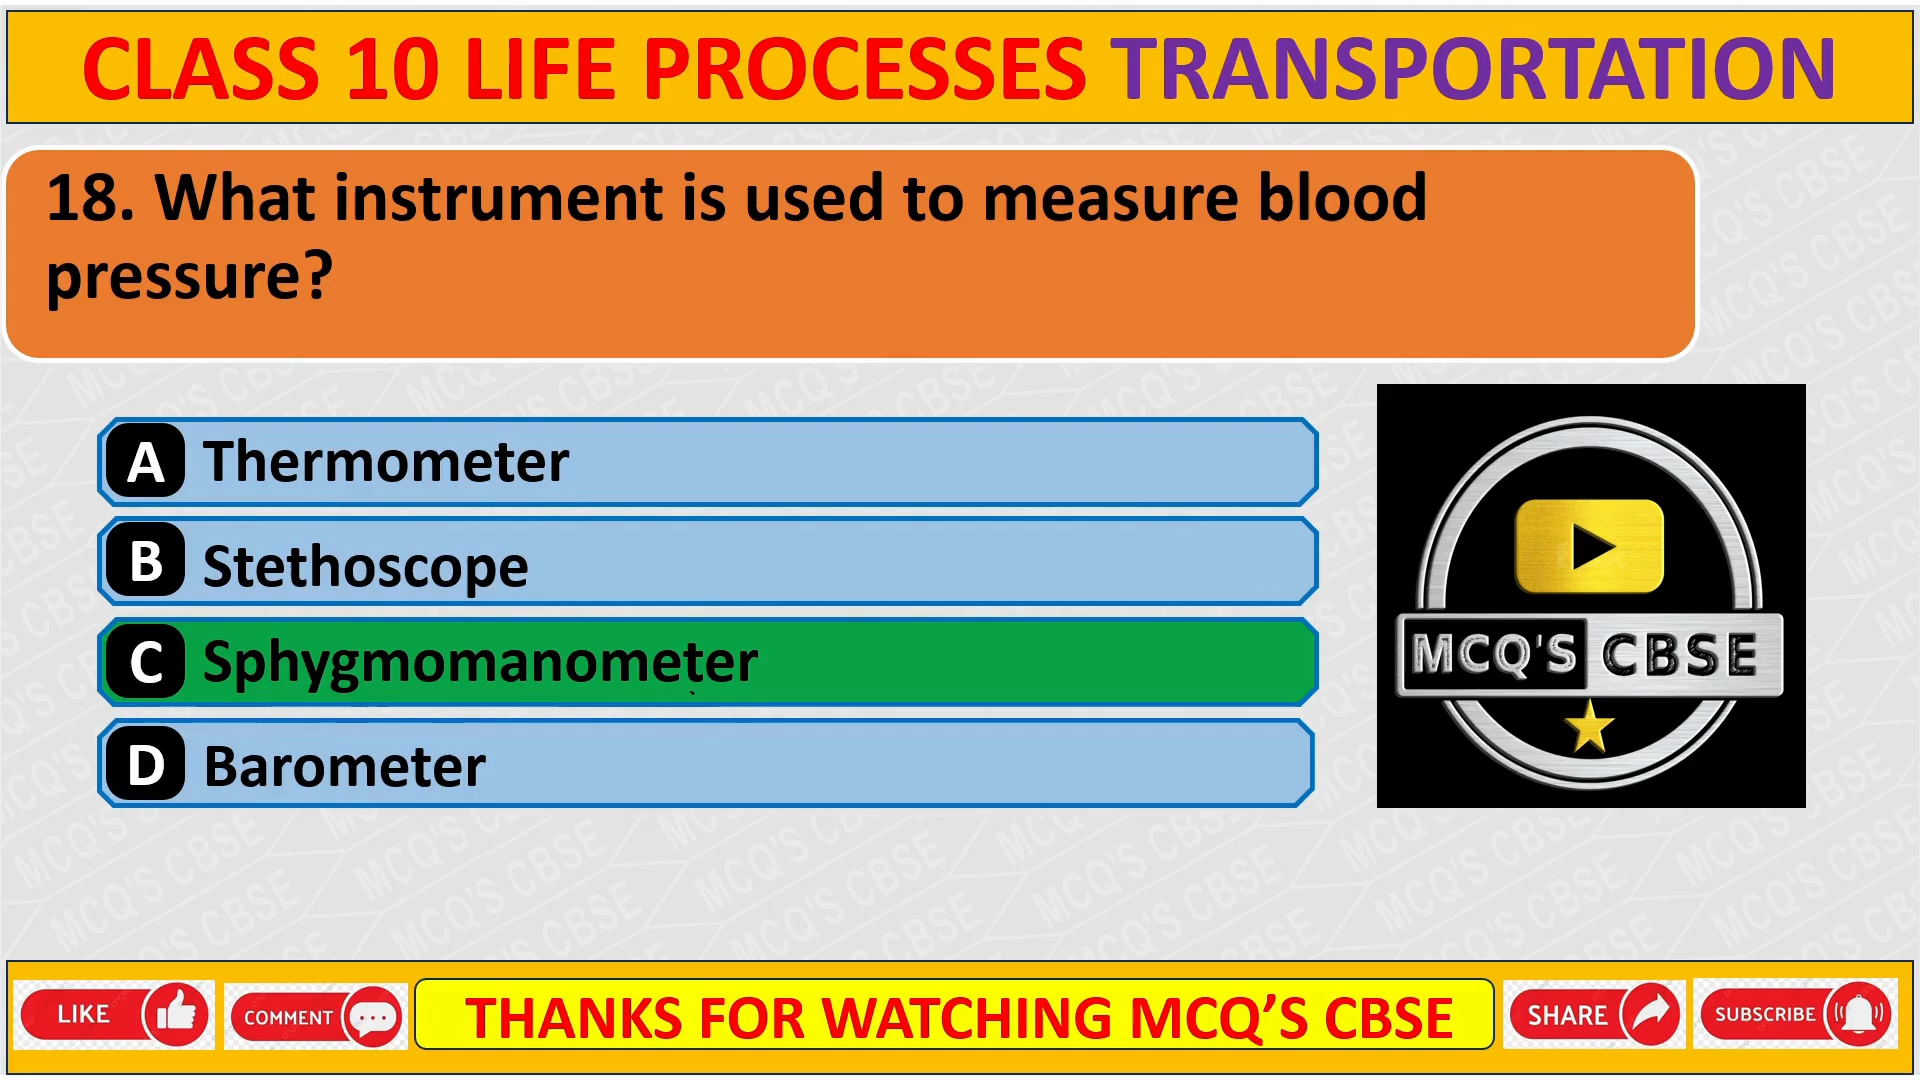 CLASS 10 LIFE PROCESSES TRANSPORTATION
18. What instrument is used to measure blood
pressure?
A Thermometer
B Stethoscope
C Sphygmomanometer
D Barometer
MCQ'S CBSE
LIKE
COMMENT
THANKS FOR WATCHING MCQ’S CBSE
SHARE
SUBSCRIBE